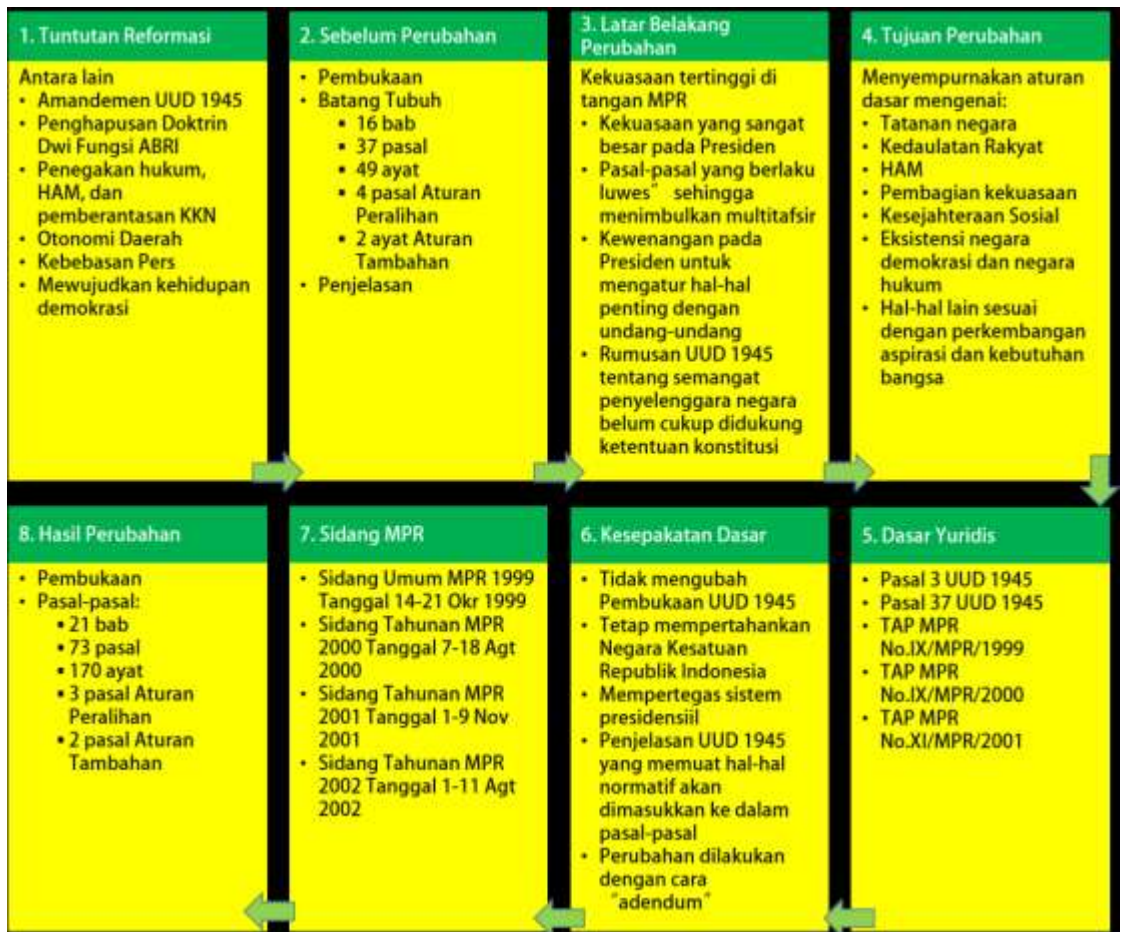 1. Tuntutan Reformasi
Antara lain
• Amandemen UUD 1945
• Penghapusan Doktrin
Dwi Fungsi ABRI
• Penegakan hukum,
HAM, dan
pemberantasan KKN
• Otonomi Daerah
• Kebebasan Pers
• Mewujudkan kehidupan
demokrasi
2. Sebelum Perubahan
• Pembukaan
• Batang Tubuh
▪ 16 bab
▪ 37 pasal
▪ 49 ayat
▪ 4 pasal Aturan
Peralihan
▪ 2 ayat Aturan
Tambahan
• Penjelasan
3. Latar Belakang
Perubahan
Kekuasaan tertinggi di
tangan MPR
• Kekuasaan yang sangat
besar pada Presiden
• Pasal-pasal yang berlaku
luwes" sehingga
menimbulkan multitafsir
• Kewenangan pada
Presiden untuk
mengatur hal-hal
penting dengan
undang-undang
• Rumusan UUD 1945
tentang semangat
penyelenggara negara
belum cukup didukung
ketentuan konstitusi
4. Tujuan Perubahan
Menyempurnakan aturan
dasar mengenai:
• Tatanan negara
• Kedaulatan Rakyat
• HAM
• Pembagian kekuasaan
• Kesejahteraan Sosial
• Eksistensi negara
demokrasi dan negara
hukum
• Hal-hal lain sesuai
dengan perkembangan
aspirasi dan kebutuhan
bangsa
5. Dasar Yuridis
• Pasal 3 UUD 1945
• Pasal 37 UUD 1945
• TAP MPR
No.IX/MPR/1999
• TAP MPR
No.IX/MPR/2000
• TAP MPR
No.XI/MPR/2001
6. Kesepakatan Dasar
• Tidak mengubah
Pembukaan UUD 1945
• Tetap mempertahankan
Negara Kesatuan
Republik Indonesia
• Mempertegas sistem
presidensiil
• Penjelasan UUD 1945
yang memuat hal-hal
normatif akan
dimasukkan ke dalam
pasal-pasal
• Perubahan dilakukan
dengan cara
"adendum"
7. Sidang MPR
• Sidang Umum MPR 1999
Tanggal 14-21 Okr 1999
• Sidang Tahunan MPR
2000 Tanggal 7-18 Agt
2000
• Sidang Tahunan MPR
2001 Tanggal 1-9 Nov
2001
• Sidang Tahunan MPR
2002 Tanggal 1-11 Agt
2002
8. Hasil Perubahan
• Pembukaan
• Pasal-pasal:
▪ 21 bab
▪ 73 pasal
▪ 170 ayat
▪ 3 pasal Aturan
Peralihan
▪ 2 pasal Aturan
Tambahan